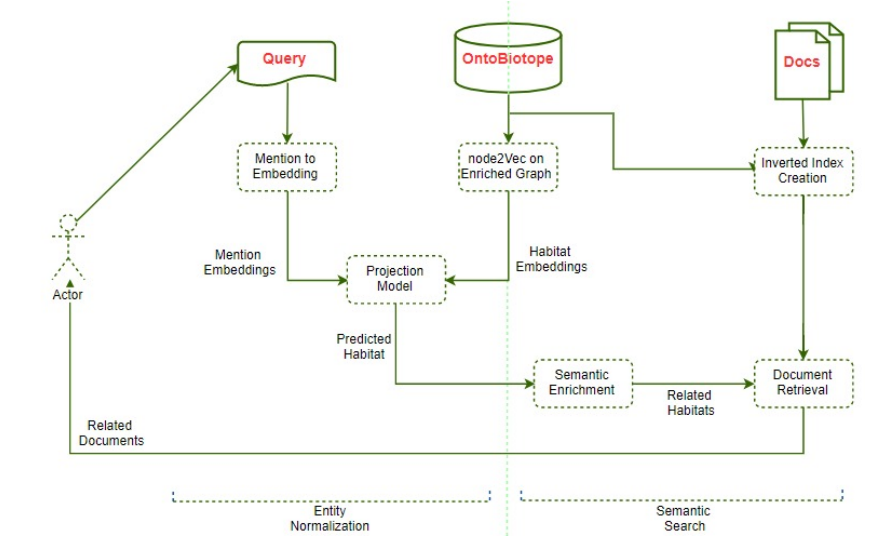 Query
OntoBiotope
Docs
Mention to
Embedding
node2Vec on
Enriched Graph
Inverted Index
Creation
Mention
Embeddings
Habitat
Embeddings
Projection
Model
Actor
Predicted
Habitat
Semantic
Enrichment
Related
Habitats
Document
Retrieval
Related
Documents
Entity
Normalization
Semantic
Search